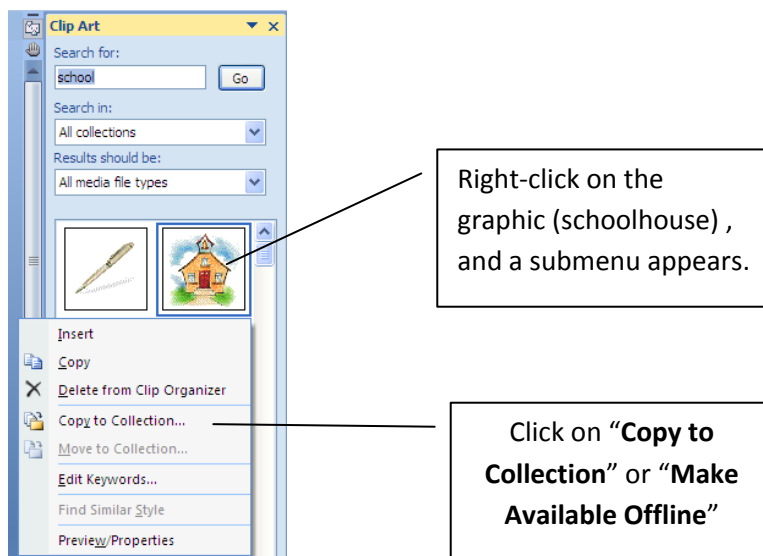 Clip Art
Search for:
school
Go
Search in:
All collections
Results should be:
All media file types
Insert
Copy
Delete from Clip Organizer
Copy to Collection...
Move to Collection...
Edit Keywords...
Find Similar Style
Preview/Properties
Right-click on the
graphic (schoolhouse) ,
and a submenu appears.
Click on “Copy to
Collection” or “Make
Available Offline”